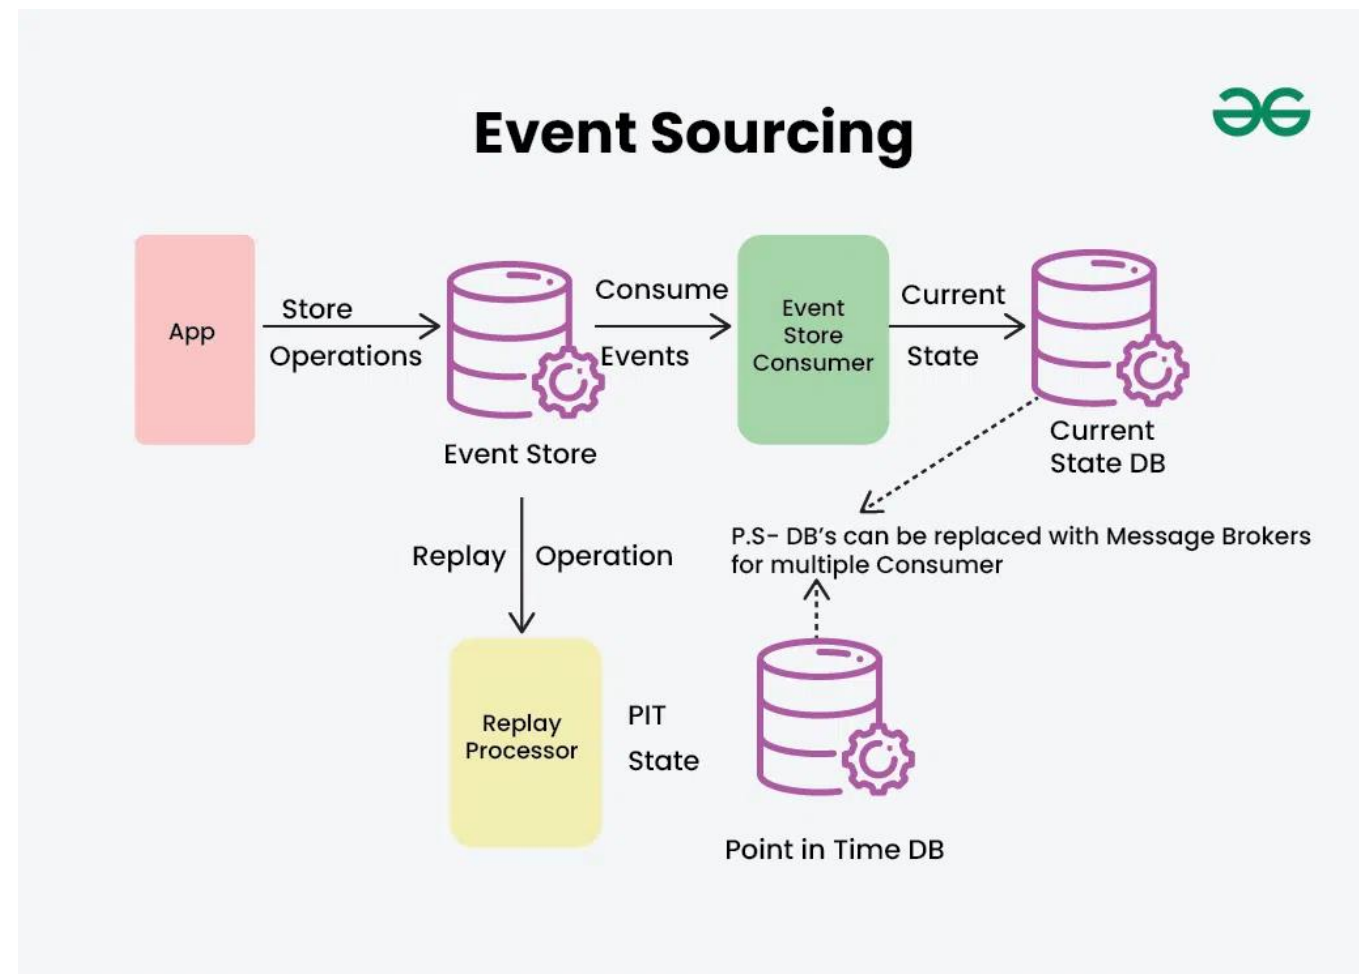 Event Sourcing
App
Store
Operations
Event Store
Consume
Events
Event
Store
Consumer
Current
State
Current
State DB
P.S- DB's can be replaced with Message Brokers
for multiple Consumer
Replay Operation
Replay
Processor
PIT
State
Point in Time DB